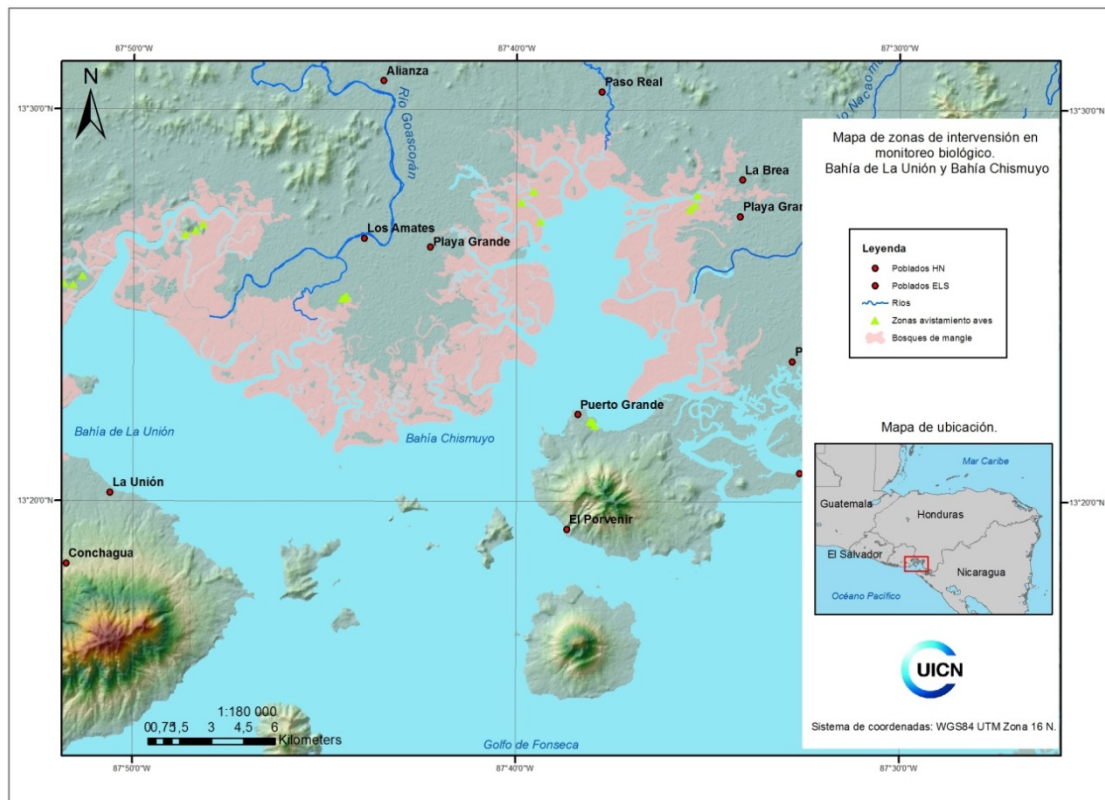 87°50'0"W
87°40'0"W
87°30'0"W
N
Alianza
Paso Real
13°30'0"N
13°30'0"N
Río Goascorán
Mapa de zonas de intervención en
monitoreo biológico.
Bahía de La Unión y Bahía Chismuyo
La Brea
Playa Gran
Los Amates
Playa Grande
Leyenda
Poblados HN
Poblados ELS
Rios
Zonas avistamiento aves
Bosques de mangle
P
Puerto Grande
Bahía de La Unión
Bahía Chismuyo
Mapa de ubicación.
La Unión
13°20'0"N
13°20'0"N
El Porvenir
Conchagua
Mar Caribe
Guatemala
Honduras
El Salvador
Nicaragua
Océano Pacífico
UICN
1:180 000
3
4,5
6
Kilometers
Golfo de Fonseca
Sistema de coordenadas: WGS84 UTM Zona 16 N.
87°50'0"W
87°40'0"W
87°30'0"W